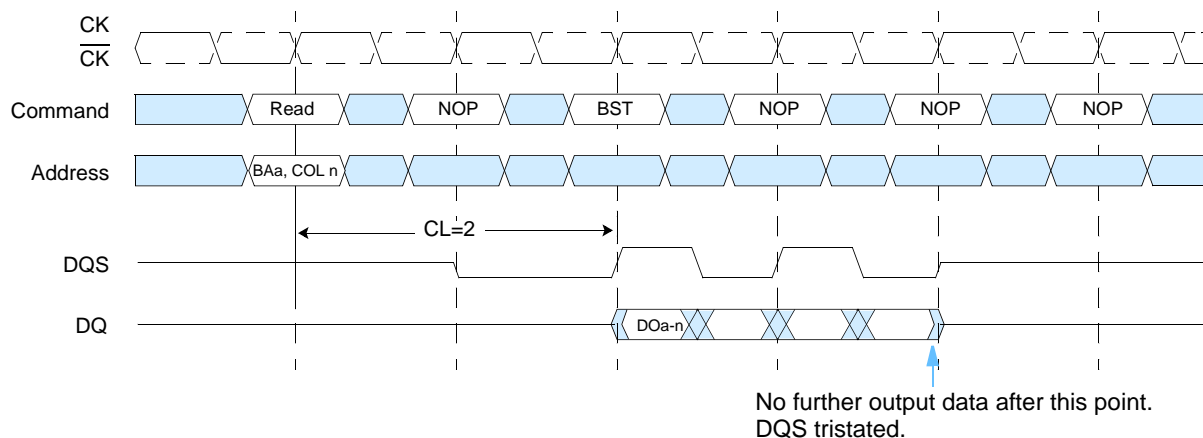 CK
CK
Command Read NOP BST NOP NOP NOP
Address BAa, COL n
CL=2
DQS
DQ DOa-n
No further output data after this point.
DQS tristated.